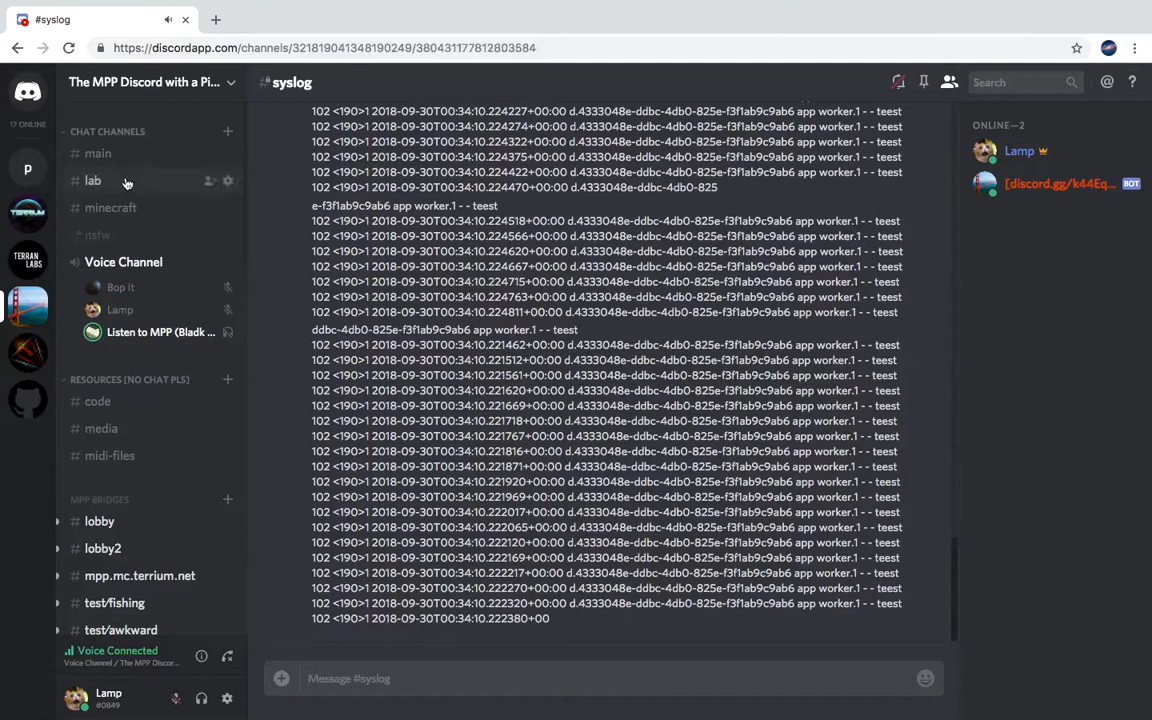 #syslog
https://discordapp.com/channels/321819041348190249/380431177812803584
17 ONLINE
p
TERRIUM
TERRAN
LABS
The MPP Discord with a Pi...
CHAT CHANNELS
# main
# lab
# minecraft
nsfw
Voice Channel
Bop It
Lamp
Listen to MPP (Bladk ...
RESOURCES [NO CHAT PLS]
# code
# media
# midi-files
MPP BRIDGES
# lobby
# lobby2
# mpp.mc.terrium.net
# test/fishing
# test/awkward
Voice Connected
Voice Channel / The MPP Discor...
Lamp
#0849
#syslog
Search
102 <190>1 2018-09-30T00:34:10.224227+00:00 d.4333048e-ddbc-4db0-825e-f3f1ab9c9ab6 app worker.1 - - teest
102 <190>1 2018-09-30T00:34:10.224274+00:00 d.4333048e-ddbc-4db0-825e-f3f1ab9c9ab6 app worker.1 - - teest
102 <190>1 2018-09-30T00:34:10.224322+00:00 d.4333048e-ddbc-4db0-825e-f3f1ab9c9ab6 app worker.1 - - teest
102 <190>1 2018-09-30T00:34:10.224375+00:00 d.4333048e-ddbc-4db0-825e-f3f1ab9c9ab6 app worker.1 - - teest
102 <190>1 2018-09-30T00:34:10.224422+00:00 d.4333048e-ddbc-4db0-825e-f3f1ab9c9ab6 app worker.1 - - teest
102 <190>1 2018-09-30T00:34:10.224470+00:00 d.4333048e-ddbc-4db0-825
e-f3f1ab9c9ab6 app worker.1 - - teest
102 <190>1 2018-09-30T00:34:10.224518+00:00 d.4333048e-ddbc-4db0-825e-f3f1ab9c9ab6 app worker.1 - - teest
102 <190>1 2018-09-30T00:34:10.224566+00:00 d.4333048e-ddbc-4db0-825e-f3f1ab9c9ab6 app worker.1 - - teest
102 <190>1 2018-09-30T00:34:10.224620+00:00 d.4333048e-ddbc-4db0-825e-f3f1ab9c9ab6 app worker.1 - - teest
102 <190>1 2018-09-30T00:34:10.224667+00:00 d.4333048e-ddbc-4db0-825e-f3f1ab9c9ab6 app worker.1 - - teest
102 <190>1 2018-09-30T00:34:10.224715+00:00 d.4333048e-ddbc-4db0-825e-f3f1ab9c9ab6 app worker.1 - - teest
102 <190>1 2018-09-30T00:34:10.224763+00:00 d.4333048e-ddbc-4db0-825e-f3f1ab9c9ab6 app worker.1 - - teest
102 <190>1 2018-09-30T00:34:10.224811+00:00 d.4333048e-ddbc-4db0-825e-f3f1ab9c9ab6 app worker.1 - - teest
ddbc-4db0-825e-f3f1ab9c9ab6 app worker.1 - - teest
102 <190>1 2018-09-30T00:34:10.221462+00:00 d.4333048e-ddbc-4db0-825e-f3f1ab9c9ab6 app worker.1 - - teest
102 <190>1 2018-09-30T00:34:10.221512+00:00 d.4333048e-ddbc-4db0-825e-f3f1ab9c9ab6 app worker.1 - - teest
102 <190>1 2018-09-30T00:34:10.221561+00:00 d.4333048e-ddbc-4db0-825e-f3f1ab9c9ab6 app worker.1 - - teest
102 <190>1 2018-09-30T00:34:10.221620+00:00 d.4333048e-ddbc-4db0-825e-f3f1ab9c9ab6 app worker.1 - - teest
102 <190>1 2018-09-30T00:34:10.221669+00:00 d.4333048e-ddbc-4db0-825e-f3f1ab9c9ab6 app worker.1 - - teest
102 <190>1 2018-09-30T00:34:10.221718+00:00 d.4333048e-ddbc-4db0-825e-f3f1ab9c9ab6 app worker.1 - - teest
102 <190>1 2018-09-30T00:34:10.221767+00:00 d.4333048e-ddbc-4db0-825e-f3f1ab9c9ab6 app worker.1 - - teest
102 <190>1 2018-09-30T00:34:10.221816+00:00 d.4333048e-ddbc-4db0-825e-f3f1ab9c9ab6 app worker.1 - - teest
102 <190>1 2018-09-30T00:34:10.221871+00:00 d.4333048e-ddbc-4db0-825e-f3f1ab9c9ab6 app worker.1 - - teest
102 <190>1 2018-09-30T00:34:10.221920+00:00 d.4333048e-ddbc-4db0-825e-f3f1ab9c9ab6 app worker.1 - - teest
102 <190>1 2018-09-30T00:34:10.221969+00:00 d.4333048e-ddbc-4db0-825e-f3f1ab9c9ab6 app worker.1 - - teest
102 <190>1 2018-09-30T00:34:10.222017+00:00 d.4333048e-ddbc-4db0-825e-f3f1ab9c9ab6 app worker.1 - - teest
102 <190>1 2018-09-30T00:34:10.222065+00:00 d.4333048e-ddbc-4db0-825e-f3f1ab9c9ab6 app worker.1 - - teest
102 <190>1 2018-09-30T00:34:10.222120+00:00 d.4333048e-ddbc-4db0-825e-f3f1ab9c9ab6 app worker.1 - - teest
102 <190>1 2018-09-30T00:34:10.222169+00:00 d.4333048e-ddbc-4db0-825e-f3f1ab9c9ab6 app worker.1 - - teest
102 <190>1 2018-09-30T00:34:10.222217+00:00 d.4333048e-ddbc-4db0-825e-f3f1ab9c9ab6 app worker.1 - - teest
102 <190>1 2018-09-30T00:34:10.222270+00:00 d.4333048e-ddbc-4db0-825e-f3f1ab9c9ab6 app worker.1 - - teest
102 <190>1 2018-09-30T00:34:10.222320+00:00 d.4333048e-ddbc-4db0-825e-f3f1ab9c9ab6 app worker.1 - - teest
102 <190>1 2018-09-30T00:34:10.222380+00
Message #syslog
ONLINE—2
Lamp
[discord.gg/k44Eq... BOT